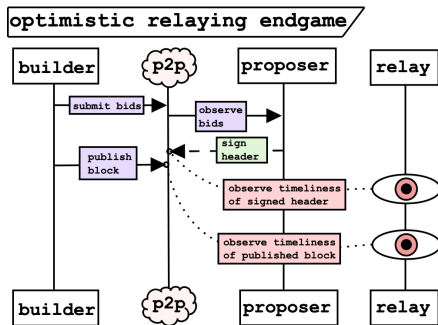 optimistic relaying endgame
builder
p2p
proposer
relay
submit bids
observe
bids
sign
header
publish
block
observe timeliness
of signed header
observe timeliness
of published block
builder
p2p
proposer
relay